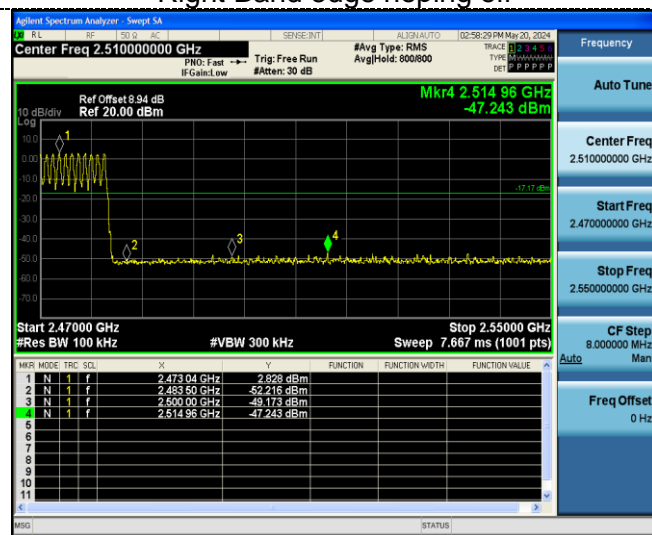 Right Band edge hoping off
Agilent Spectrum Analyzer - Swept SA
RL RF 50 Ω AC SENSE:INT ALIGN AUTO 02:58:29 PM May 20, 2024
Center Freq 2.510000000 GHz
PNO: Fast Trig: Free Run #Avg Type: RMS TRACE 1 2 3 4 5 6
IFGain:Low #Atten: 30 dB Avg|Hold: 800/800 TYPE M
DET P P P P P P
Ref Offset 8.94 dB
10 dB/div Ref 20.00 dBm
Log
Mkr4 2.514 96 GHz
-47.243 dBm
10.0
0.00
-10.0
-20.0
-30.0
-40.0
-50.0
-60.0
-70.0
1
2
3
4
-17.17 dBm
Start 2.47000 GHz Stop 2.55000 GHz
#Res BW 100 kHz #VBW 300 kHz Sweep 7.667 ms (1001 pts)
MKR MODE TRC SCL X Y FUNCTION FUNCTION WIDTH FUNCTION VALUE
1 N 1 f 2.473 04 GHz 2.828 dBm
2 N 1 f 2.483 50 GHz -52.216 dBm
3 N 1 f 2.500 00 GHz -49.173 dBm
4 N 1 f 2.514 96 GHz -47.243 dBm
5
6
7
8
9
10
11
MSG STATUS
Frequency
Auto Tune
Center Freq
2.510000000 GHz
Start Freq
2.470000000 GHz
Stop Freq
2.550000000 GHz
CF Step
8.000000 MHz
Auto Man
Freq Offset
0 Hz